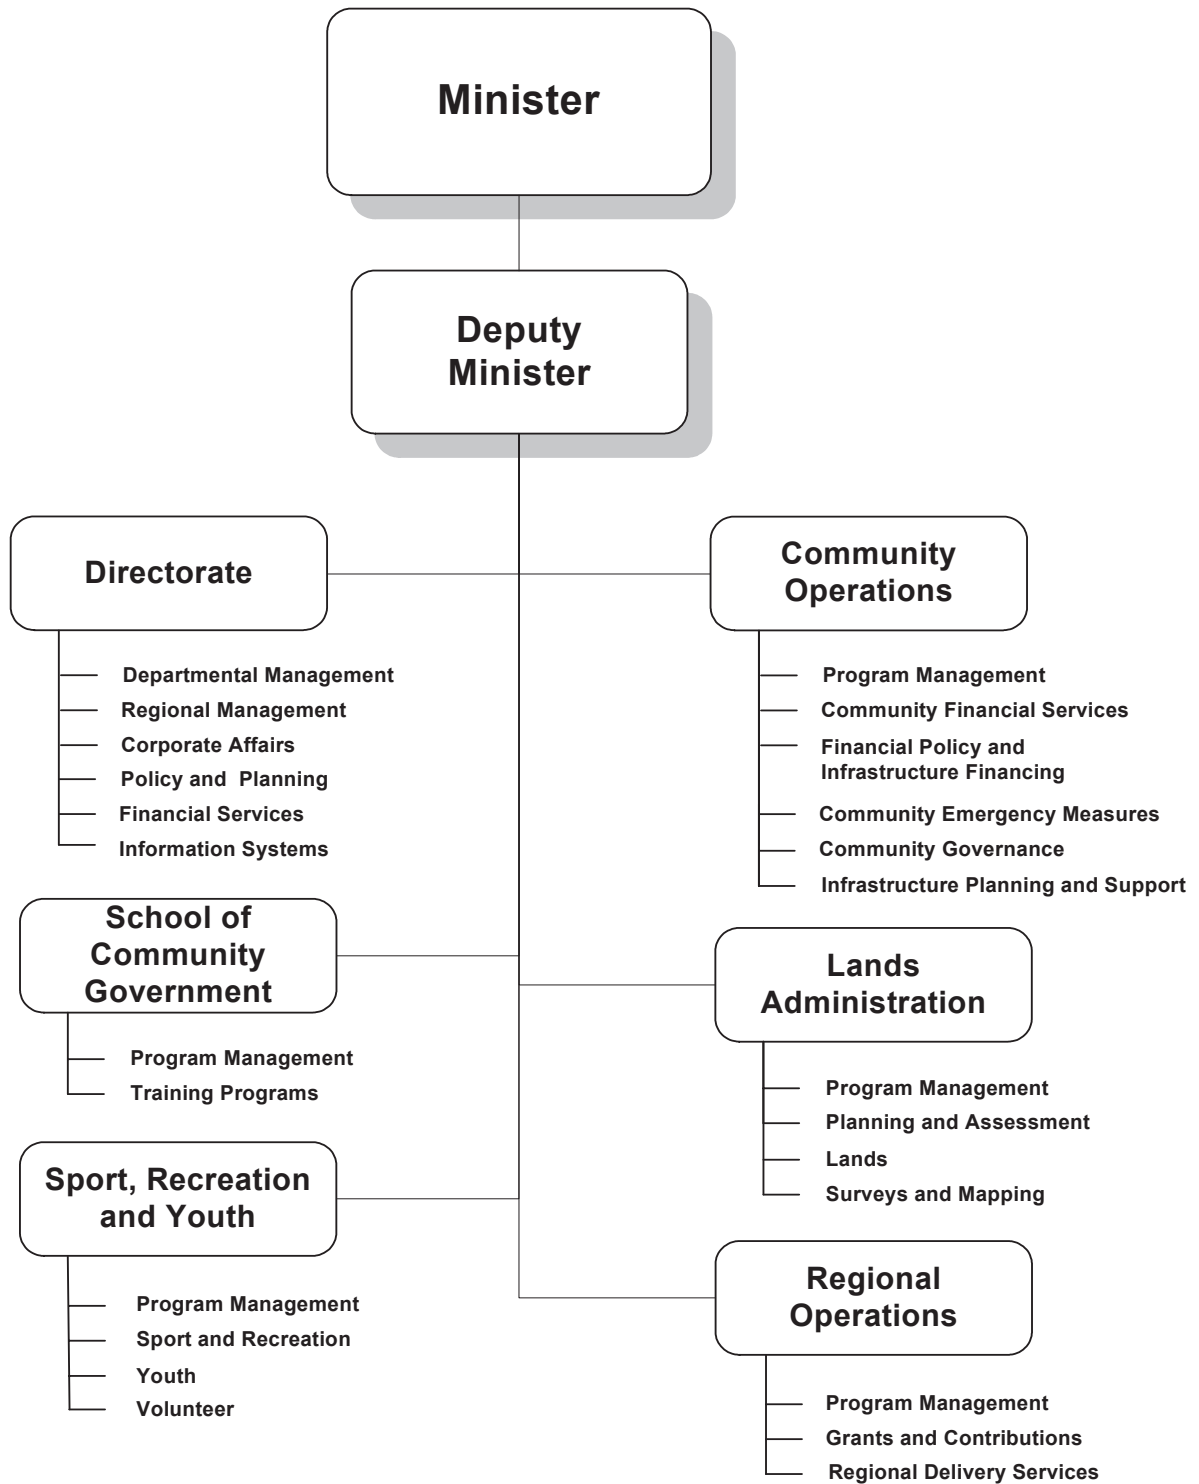 Minister
Deputy
Minister
Directorate
Departmental Management
Regional Management
Corporate Affairs
Policy and Planning
Financial Services
Information Systems
Community
Operations
Program Management
Community Financial Services
Financial Policy and
Infrastructure Financing
Community Emergency Measures
Community Governance
Infrastructure Planning and Support
School of
Community
Government
Program Management
Training Programs
Lands
Administration
Program Management
Planning and Assessment
Lands
Surveys and Mapping
Sport, Recreation
and Youth
Program Management
Sport and Recreation
Youth
Volunteer
Regional
Operations
Program Management
Grants and Contributions
Regional Delivery Services